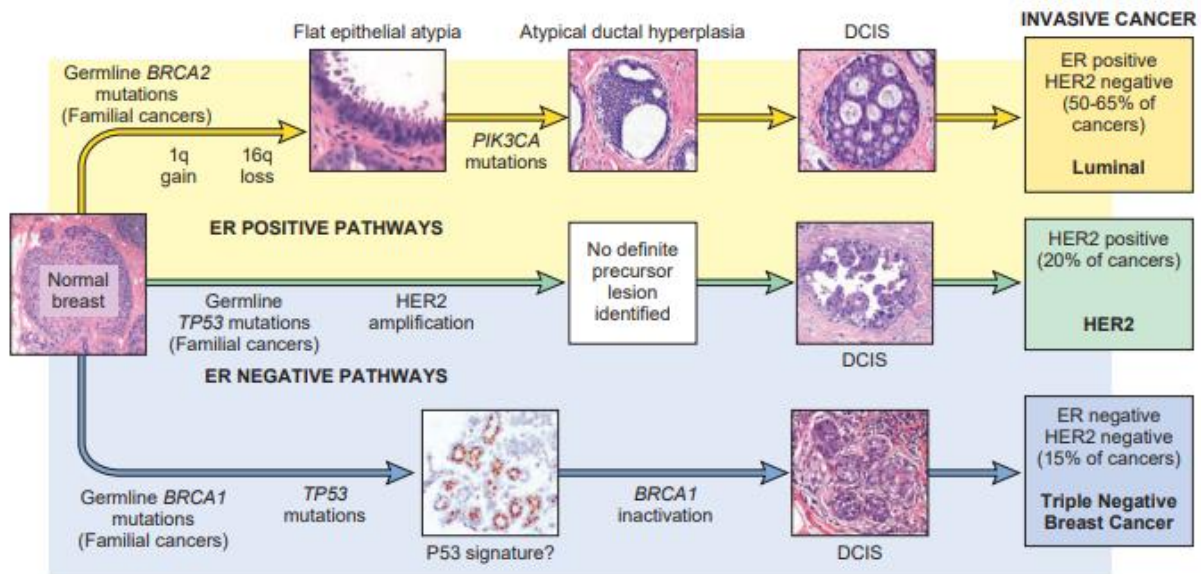 Flat epithelial atypia
Atypical ductal hyperplasia
DCIS
INVASIVE CANCER
Germline BRCA2
mutations
(Familial cancers)
1q
gain
16q
loss
PIK3CA
mutations
ER positive
HER2 negative
(50-65% of
cancers)
Luminal
ER POSITIVE PATHWAYS
Normal
breast
Germline
TP53 mutations
(Familial cancers)
HER2
amplification
No definite
precursor
lesion
identified
DCIS
HER2 positive
(20% of cancers)
HER2
ER NEGATIVE PATHWAYS
Germline BRCA1
mutations
(Familial cancers)
TP53
mutations
P53 signature?
BRCA1
inactivation
DCIS
ER negative
HER2 negative
(15% of cancers)
Triple Negative
Breast Cancer